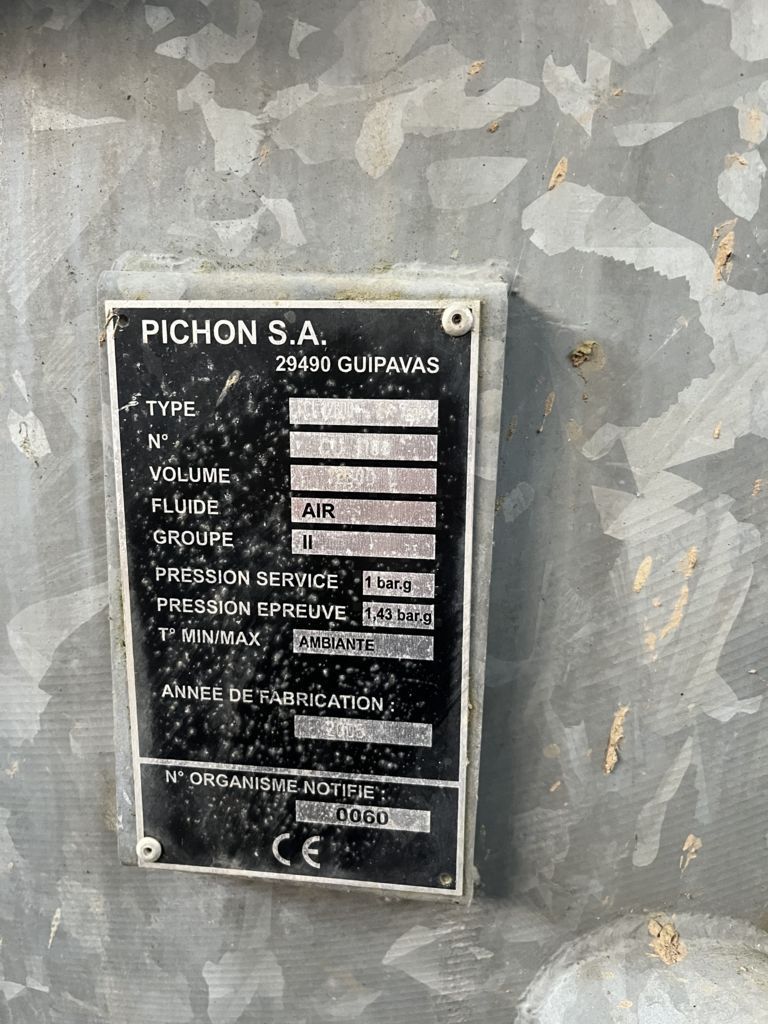 PICHON S.A.
29490 GUIPAVAS
TYPE
N°
VOLUME
FLUIDE AIR
GROUPE II
PRESSION SERVICE 1 bar.g
PRESSION EPREUVE 1,43 bar.g
T° MIN/MAX AMBIANTE
ANNEE DE FABRICATION :
N° ORGANISME NOTIFIE :
0060
CE